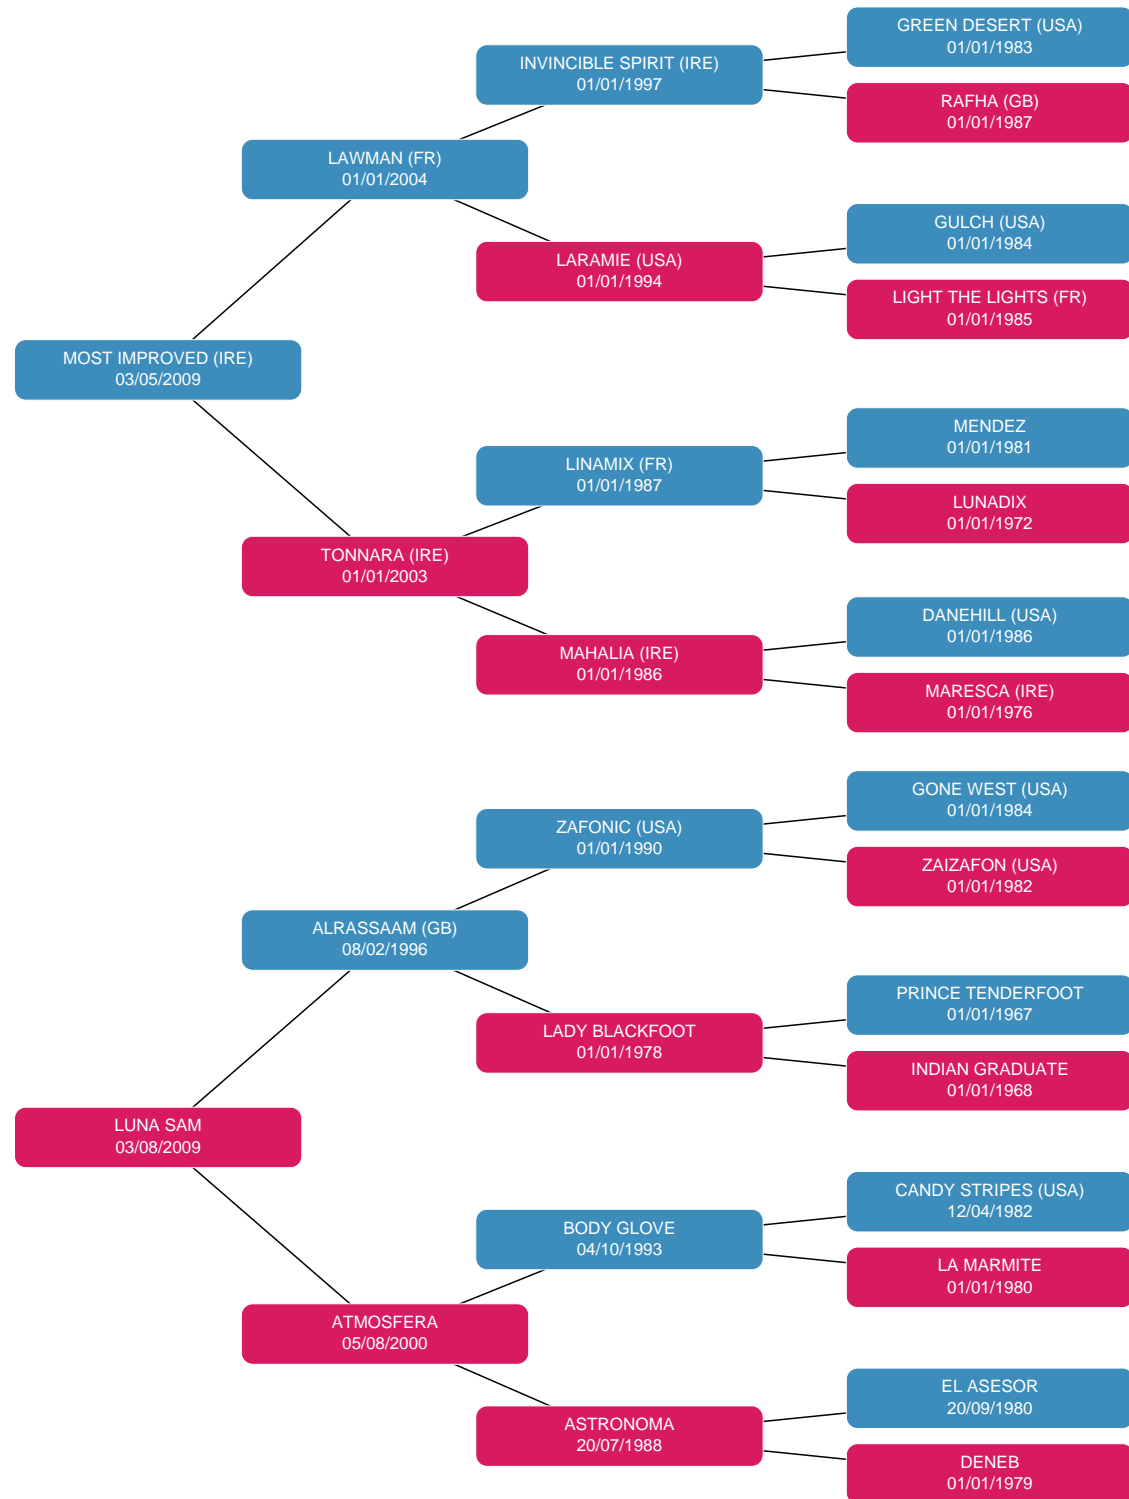 GREEN DESERT (USA)
01/01/1983
INVINCIBLE SPIRIT (IRE)
01/01/1997
RAFHA (GB)
01/01/1987
LAWMAN (FR)
01/01/2004
GULCH (USA)
01/01/1984
LARAMIE (USA)
01/01/1994
LIGHT THE LIGHTS (FR)
01/01/1985
MOST IMPROVED (IRE)
03/05/2009
MENDEZ
01/01/1981
LINAMIX (FR)
01/01/1987
LUNADIX
01/01/1972
TONNARA (IRE)
01/01/2003
DANEHILL (USA)
01/01/1986
MAHALIA (IRE)
01/01/1986
MARESCA (IRE)
01/01/1976
GONE WEST (USA)
01/01/1984
ZAFONIC (USA)
01/01/1990
ZAIZAFON (USA)
01/01/1982
ALRASSAAM (GB)
08/02/1996
PRINCE TENDERFOOT
01/01/1967
LADY BLACKFOOT
01/01/1978
INDIAN GRADUATE
01/01/1968
LUNA SAM
03/08/2009
CANDY STRIPES (USA)
12/04/1982
BODY GLOVE
04/10/1993
LA MARMITE
01/01/1980
ATMOSFERA
05/08/2000
EL ASESOR
20/09/1980
ASTRONOMA
20/07/1988
DENEB
01/01/1979